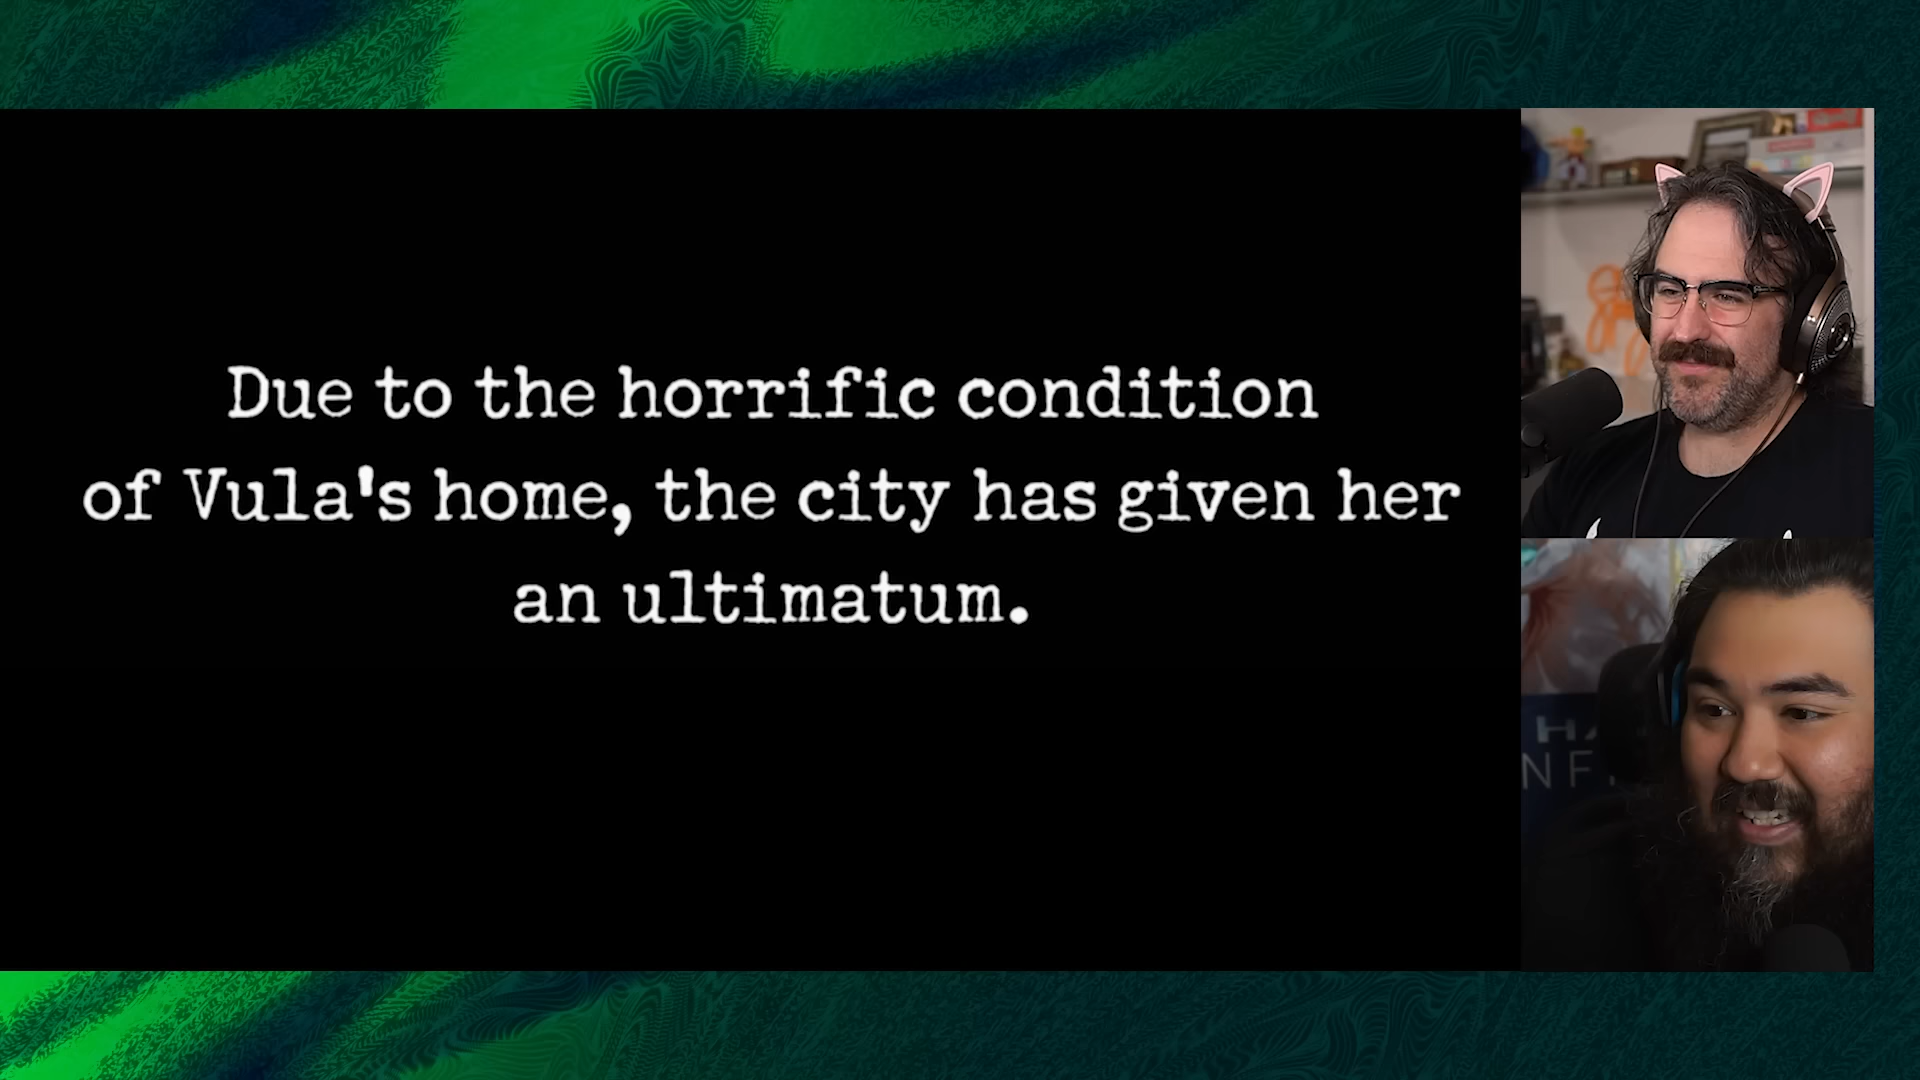 Due to the horrific condition
of Vula's home, the city has given her
an ultimatum.